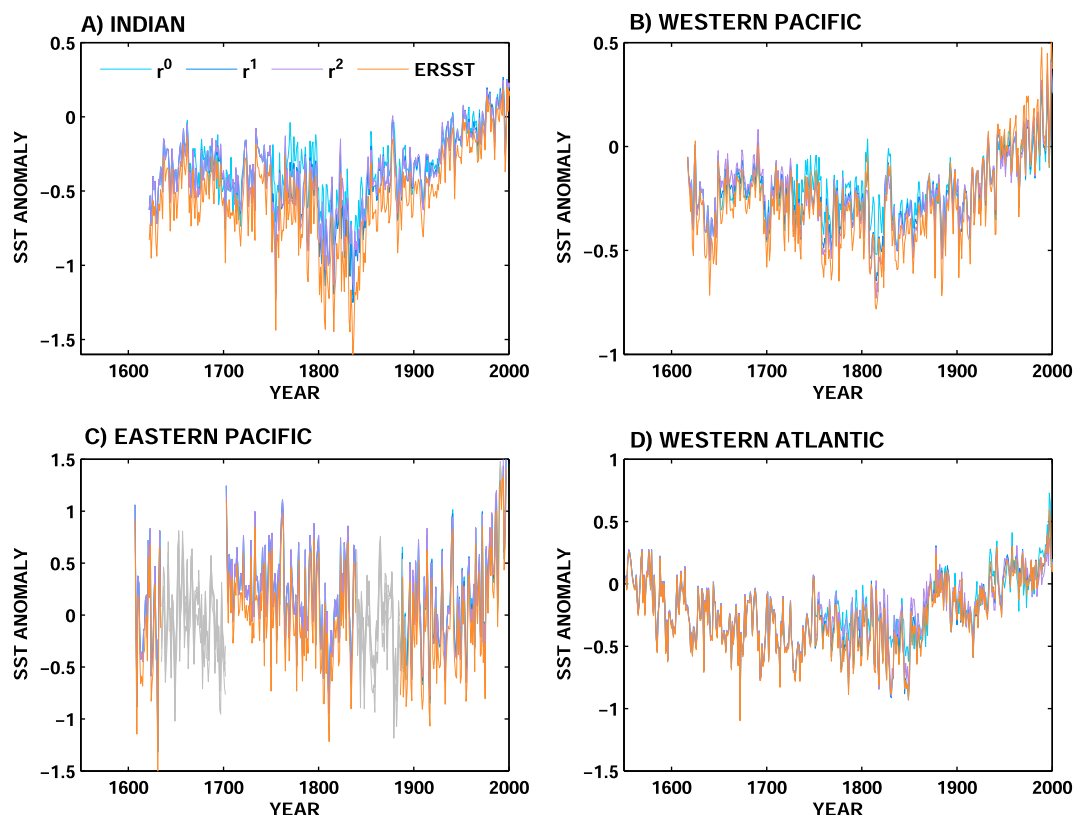 A) INDIAN
r0 r1 r2 ERSST
0.5
0
−0.5
−1
−1.5
SST ANOMALY
1600 1700 1800 1900 2000
YEAR
B) WESTERN PACIFIC
0.5
0
−0.5
−1
SST ANOMALY
1600 1700 1800 1900 2000
YEAR
C) EASTERN PACIFIC
1.5
1
0.5
0
−0.5
−1
−1.5
SST ANOMALY
1600 1700 1800 1900 2000
YEAR
D) WESTERN ATLANTIC
1
0.5
0
−0.5
−1
−1.5
SST ANOMALY
1600 1700 1800 1900 2000
YEAR